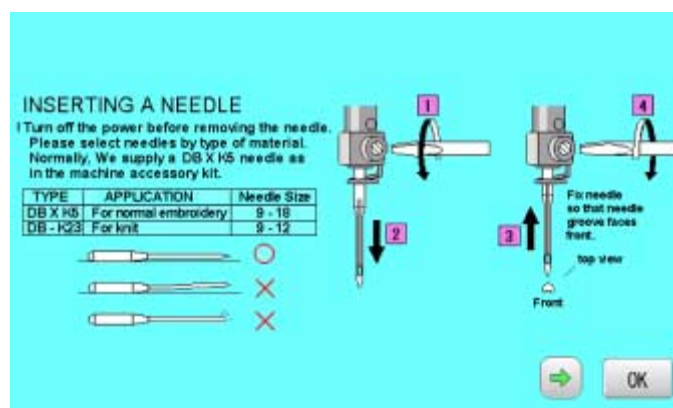 INSERTING A NEEDLE
! Turn off the power before removing the needle.
Please select needles by type of material.
Normally, We supply a DB X K5 needle as
in the machine accessory kit.
TYPE APPLICATION Needle Size
DB X K5 For normal embroidery 9 - 18
DB - K23 For knit 9 - 12
1
2
3
4
Fix needle
so that needle
groove faces
front.
top view
Front
OK